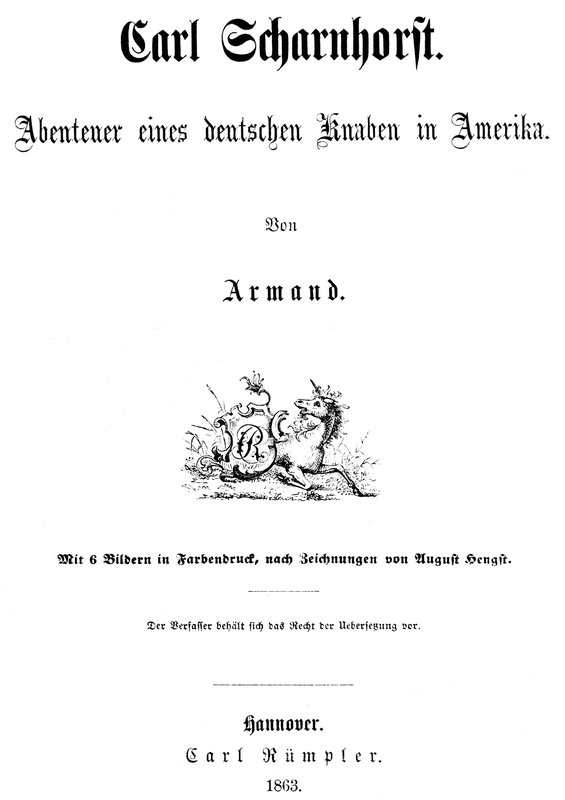 Carl Scharnhorst.
Abenteuer eines deutschen Knaben in Amerika.
Von
Armand.
CR
Mit 6 Bildern in Farbendruck, nach Zeichnungen von August Hengst.
Der Verfasser behält sich das Recht der Uebersetzung vor.
Hannover.
Carl Rümpler.
1863.